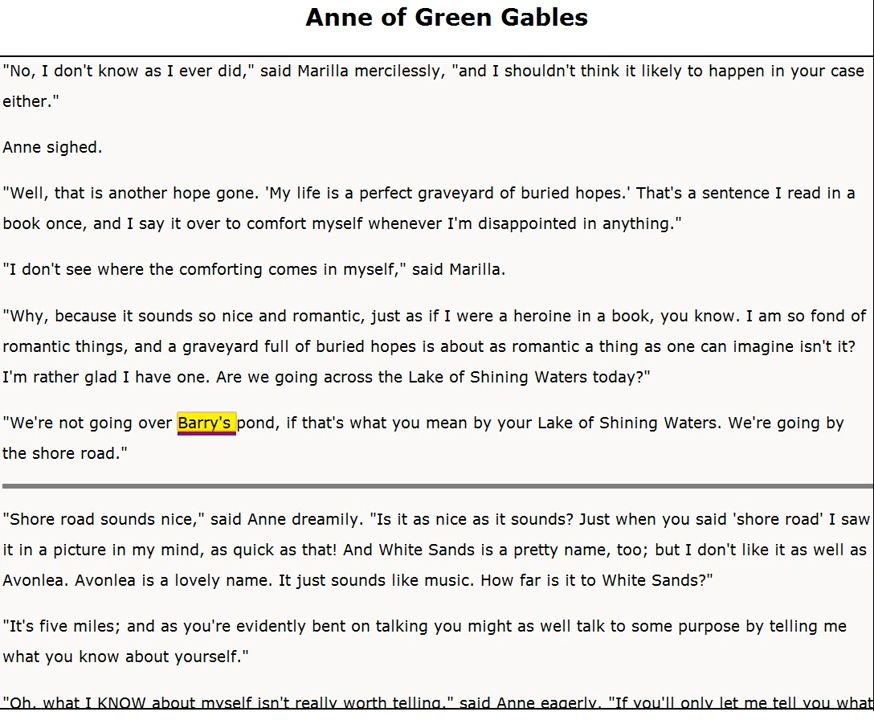 Anne of Green Gables
"No, I don't know as I ever did," said Marilla mercilessly, "and I shouldn't think it likely to happen in your case
either."
Anne sighed.
"Well, that is another hope gone. 'My life is a perfect graveyard of buried hopes.' That's a sentence I read in a
book once, and I say it over to comfort myself whenever I'm disappointed in anything."
"I don't see where the comforting comes in myself," said Marilla.
"Why, because it sounds so nice and romantic, just as if I were a heroine in a book, you know. I am so fond of
romantic things, and a graveyard full of buried hopes is about as romantic a thing as one can imagine isn't it?
I'm rather glad I have one. Are we going across the Lake of Shining Waters today?"
"We're not going over Barry's pond, if that's what you mean by your Lake of Shining Waters. We're going by
the shore road."
"Shore road sounds nice," said Anne dreamily. "Is it as nice as it sounds? Just when you said 'shore road' I saw
it in a picture in my mind, as quick as that! And White Sands is a pretty name, too; but I don't like it as well as
Avonlea. Avonlea is a lovely name. It just sounds like music. How far is it to White Sands?"
"It's five miles; and as you're evidently bent on talking you might as well talk to some purpose by telling me
what you know about yourself."
"Oh, what I KNOW about myself isn't really worth telling," said Anne eagerly. "If you'll only let me tell you what